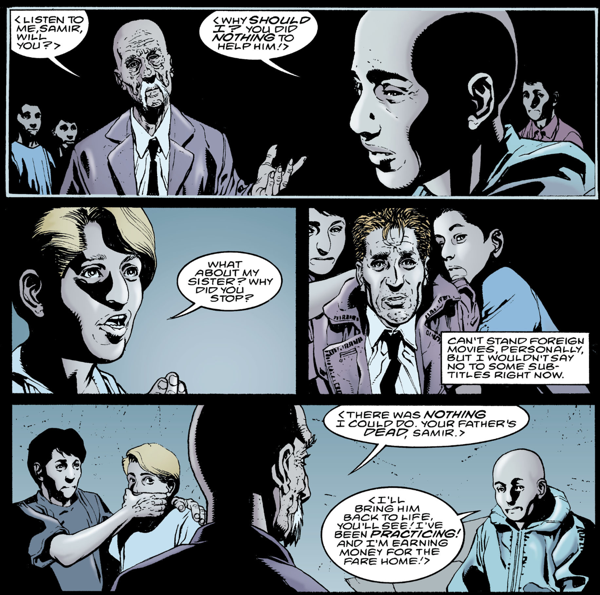 <LISTEN TO
ME, SAMIR,
WILL
YOU?>
<WHY SHOULD
I? YOU DID
NOTHING TO
HELP HIM!>
WHAT
ABOUT MY
SISTER? WHY
DID YOU
STOP?
CAN'T STAND FOREIGN
MOVIES, PERSONALLY,
BUT I WOULDN'T SAY
NO TO SOME SUB-
TITLES RIGHT NOW.
<THERE WAS NOTHING
I COULD DO. YOUR FATHER'S
DEAD, SAMIR.>
<I'LL
BRING HIM
BACK TO LIFE,
YOU'LL SEE! I'VE
BEEN PRACTICING!
AND I'M EARNING
MONEY FOR THE
FARE HOME!>